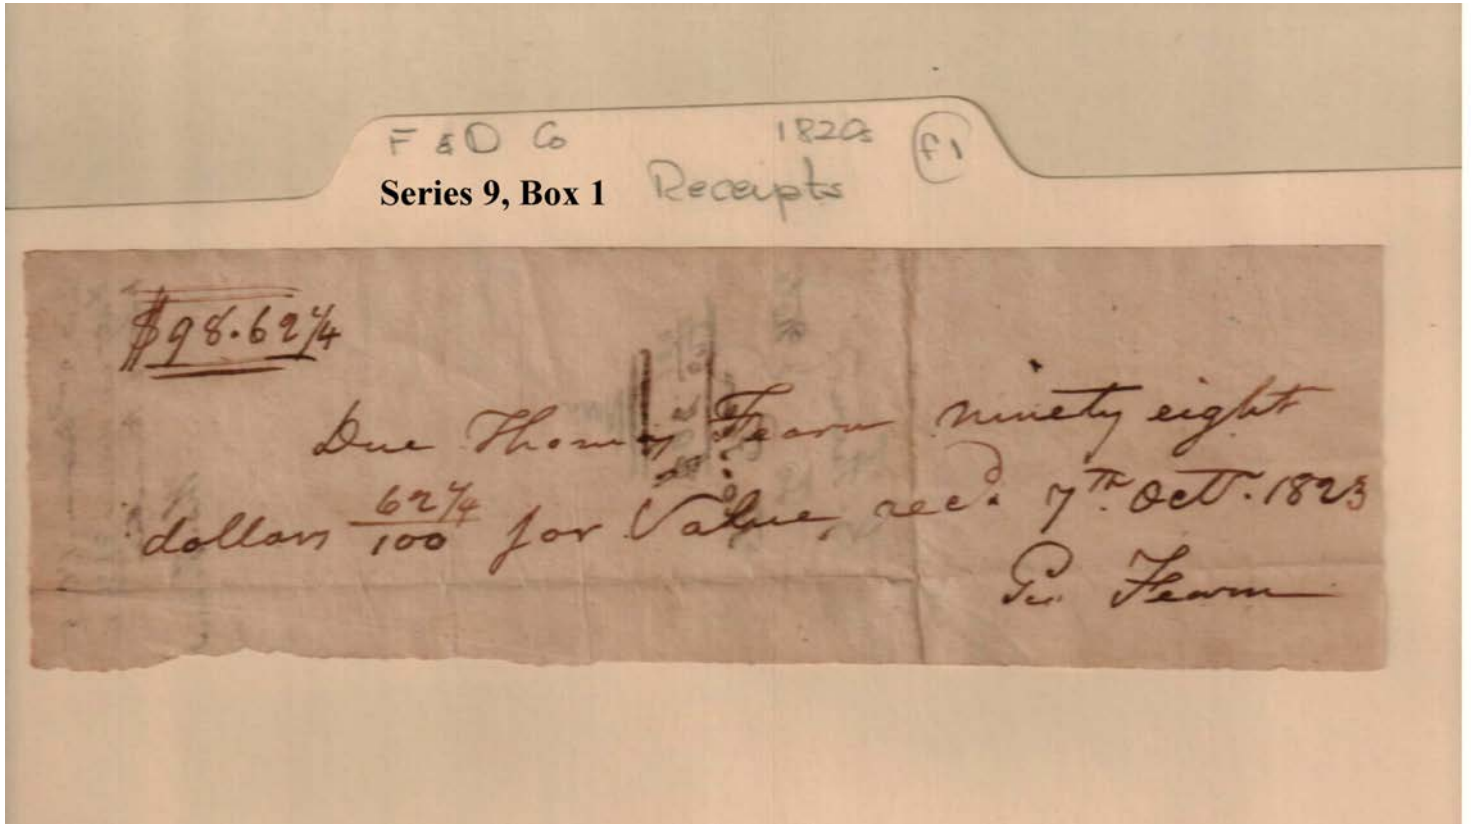 F & D Co 1820s f1
Series 9, Box 1 Receipts
$98.62¼
Due Thomas Fearn ninety eight
dollars 62¼/100 for Value, recd. 7th Octr. 1823
Geo. Fearn